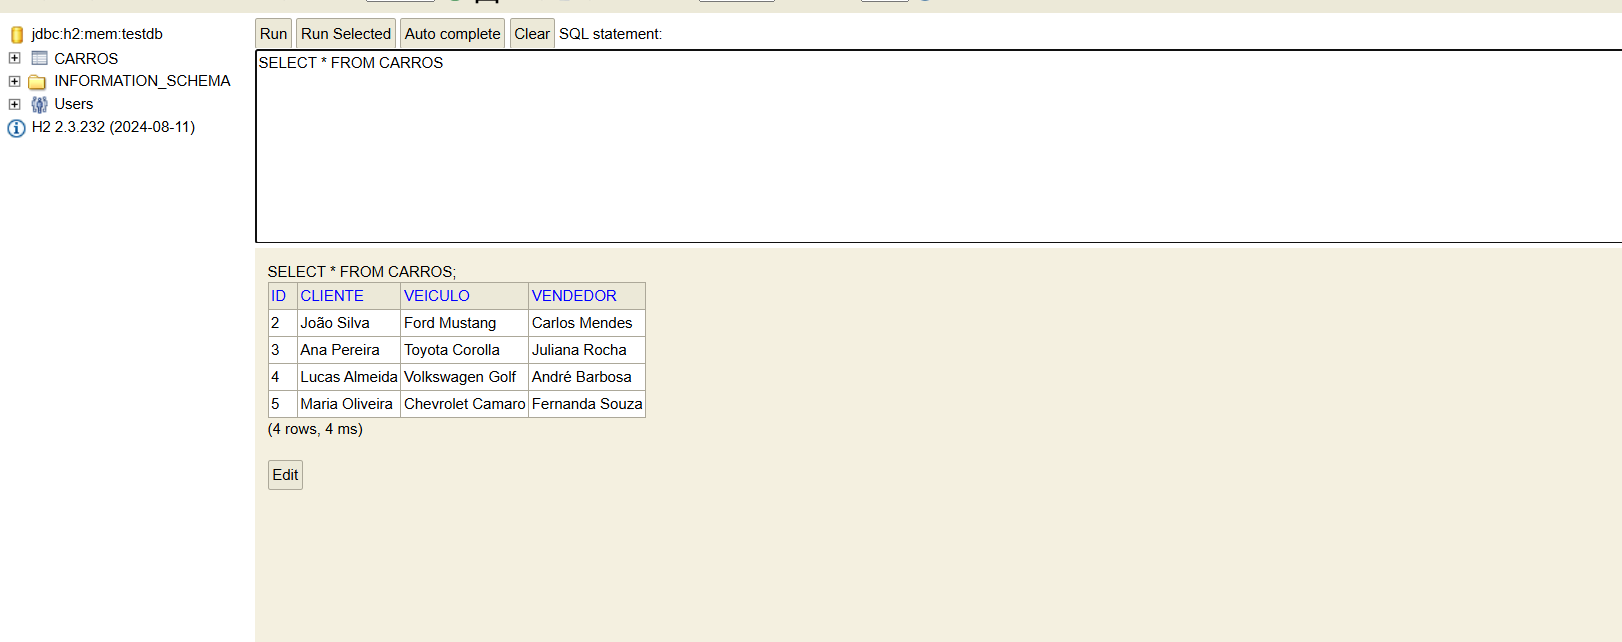 jdbc:h2:mem:testdb
CARROS
INFORMATION_SCHEMA
Users
H2 2.3.232 (2024-08-11)
Run Run Selected Auto complete Clear SQL statement:
SELECT * FROM CARROS
SELECT * FROM CARROS;
ID CLIENTE VEICULO VENDEDOR
2 João Silva Ford Mustang Carlos Mendes
3 Ana Pereira Toyota Corolla Juliana Rocha
4 Lucas Almeida Volkswagen Golf André Barbosa
5 Maria Oliveira Chevrolet Camaro Fernanda Souza
(4 rows, 4 ms)
Edit